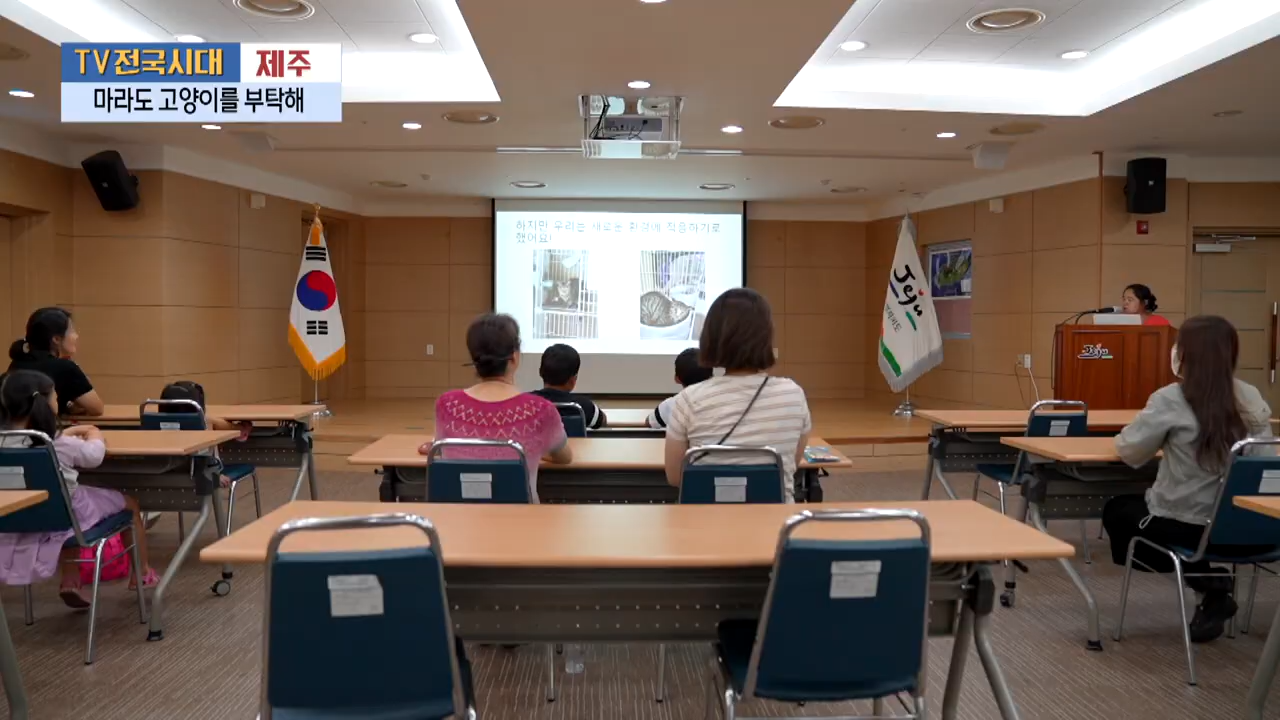 TV전국시대 제주
마라도 고양이를 부탁해
하지만 우리는 새로운 환경에 적응하기로
했어요!
Jeju
Jeju